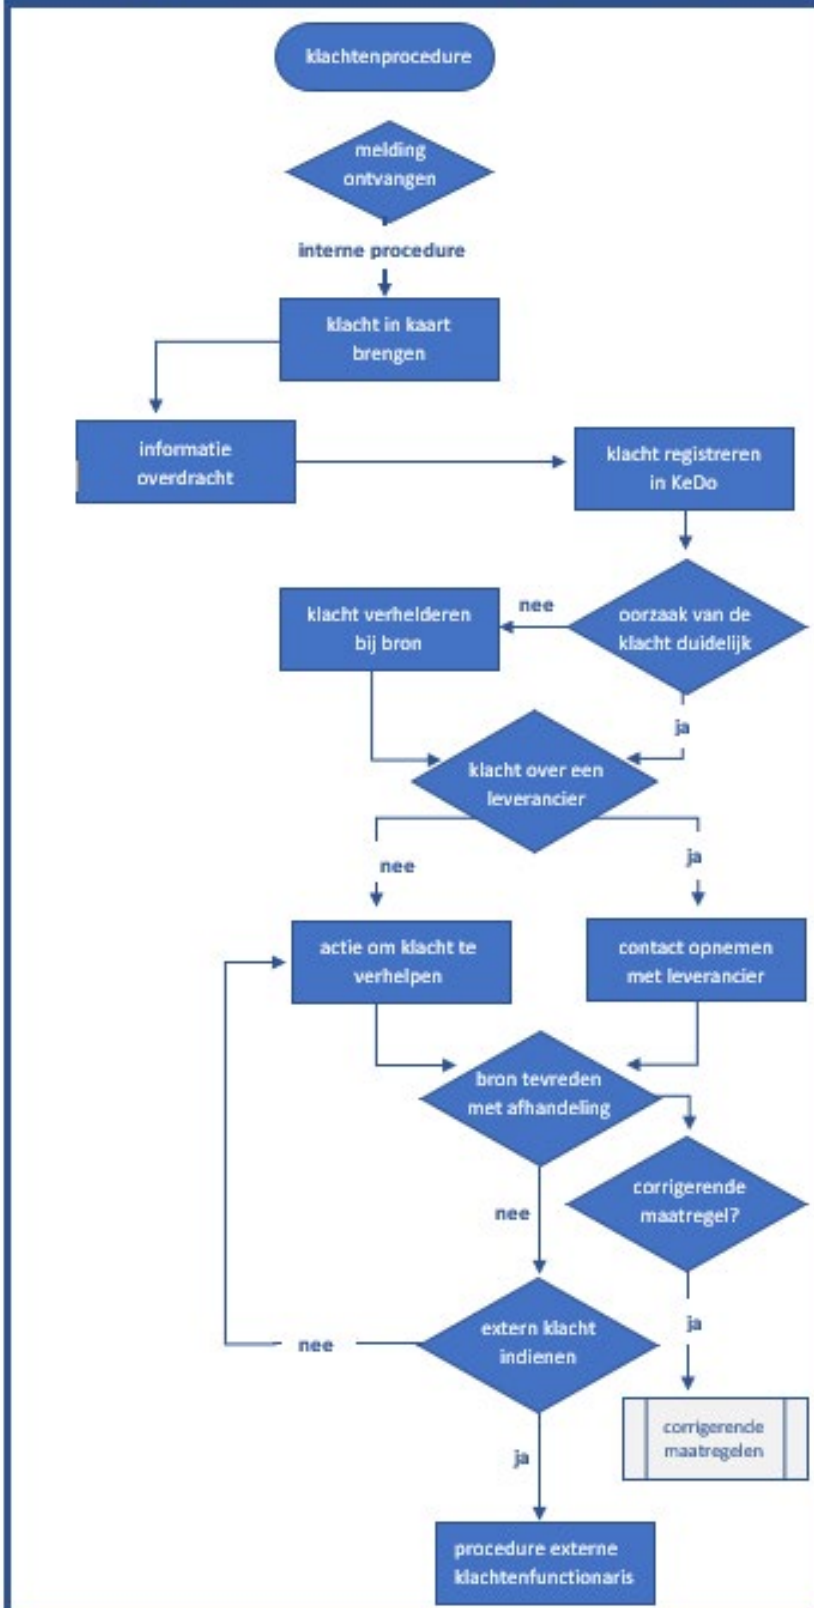 klachtenprocedure
melding
ontvangen
interne procedure
klacht in kaart
brengen
informatie
overdracht
klacht registreren
in KeDo
oorzaak van de
klacht duidelijk
nee
klacht verhelderen
bij bron
ja
klacht over een
leverancier
nee
ja
actie om klacht te
verhelpen
contact opnemen
met leverancier
bron tevreden
met afhandeling
corrigerende
maatregel?
nee
extern klacht
indienen
nee
ja
corrigerende
maatregelen
ja
procedure externe
klachtenfunctionaris